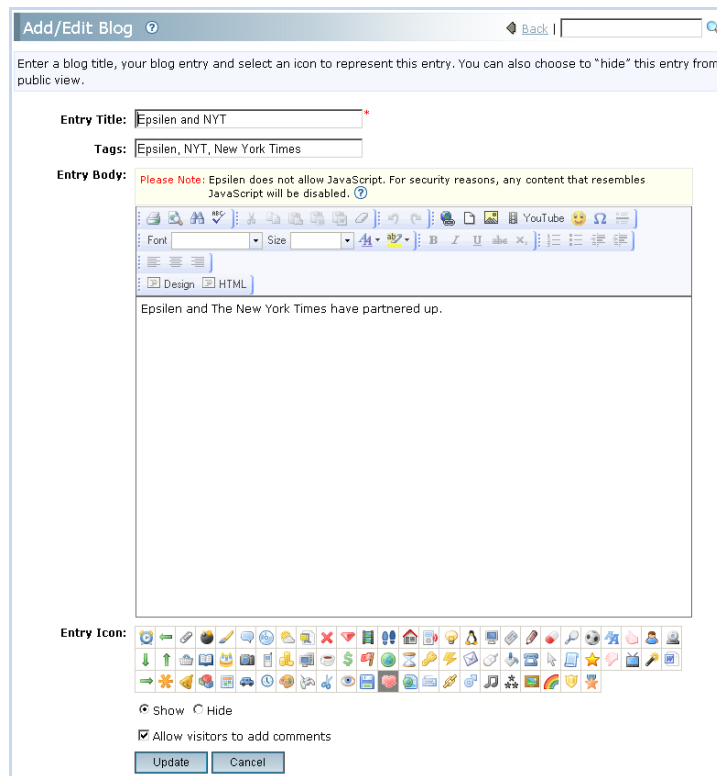 Add/Edit Blog
Back |
Enter a blog title, your blog entry and select an icon to represent this entry. You can also choose to “hide” this entry from
public view.
Entry Title: Epsilen and NYT *
Tags: Epsilen, NYT, New York Times
Entry Body: Please Note: Epsilen does not allow JavaScript. For security reasons, any content that resembles
JavaScript will be disabled.
ABC YouTube Ω
Font Size A ab B I U abc ×
Design HTML
Epsilen and The New York Times have partnered up.
Entry Icon:
Show Hide
Allow visitors to add comments
Update Cancel